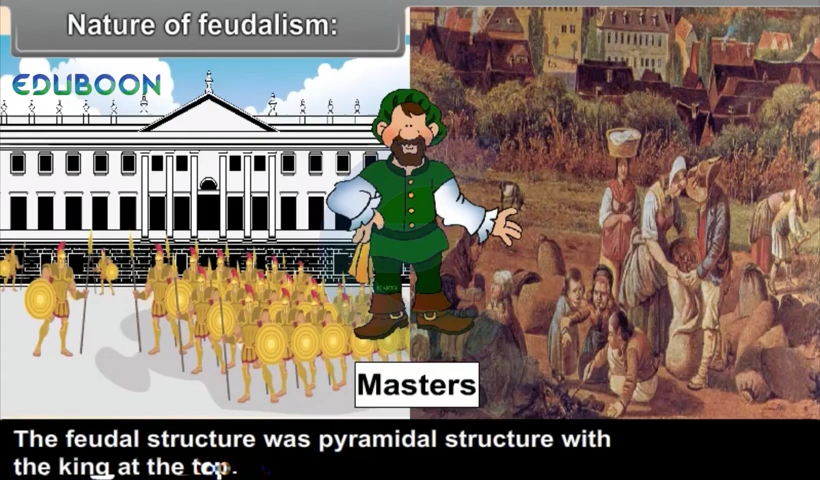 Nature of feudalism:
EDUBOON
Masters
The feudal structure was pyramidal structure with
the king at the top.